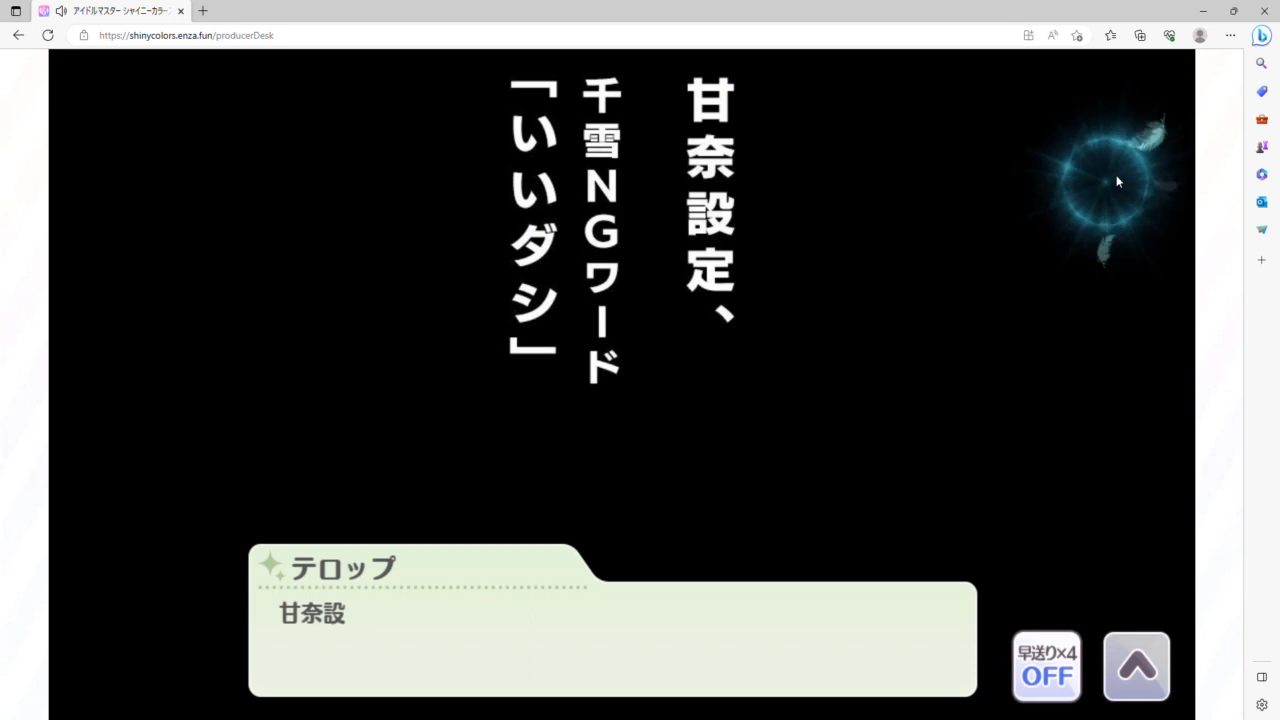 アイドルマスター シャイニーカラー
https://shinycolors.enza.fun/producerDesk
甘奈設定、
千雪NGワード
「いいダシ」
テロップ
甘奈設
早送り×4
OFF